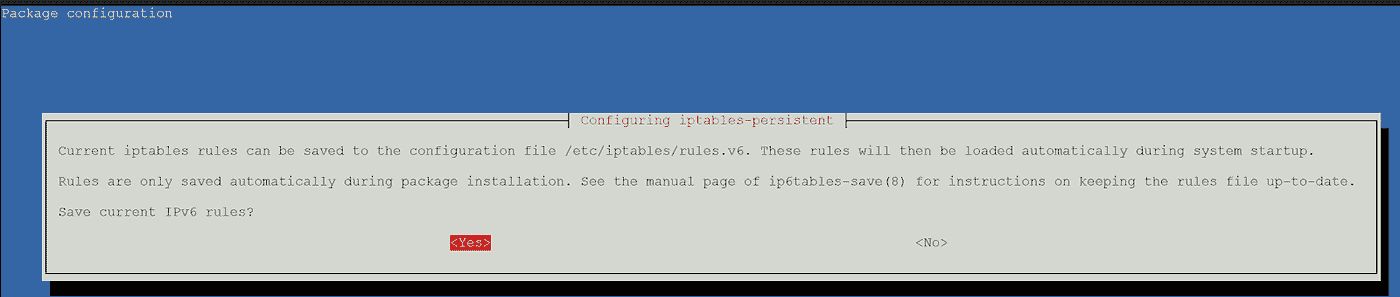 Package configuration
Configuring iptables-persistent
Current iptables rules can be saved to the configuration file /etc/iptables/rules.v6. These rules will then be loaded automatically during system startup.
Rules are only saved automatically during package installation. See the manual page of ip6tables-save(8) for instructions on keeping the rules file up-to-date.
Save current IPv6 rules?
<Yes> <No>